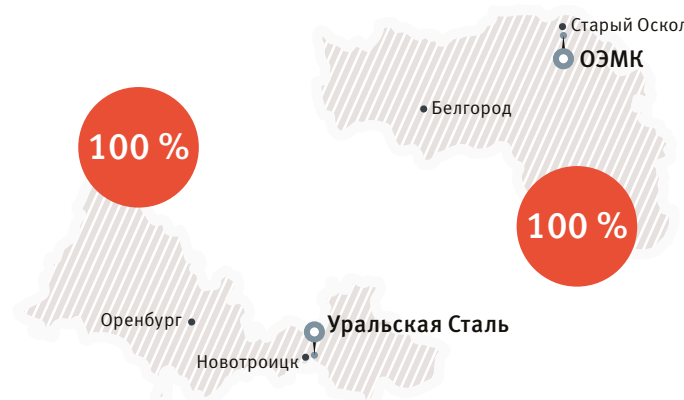 Старый Оскол
ОЭМК
Белгород
100 %
100 %
Оренбург
Уральская Сталь
Новотроицк